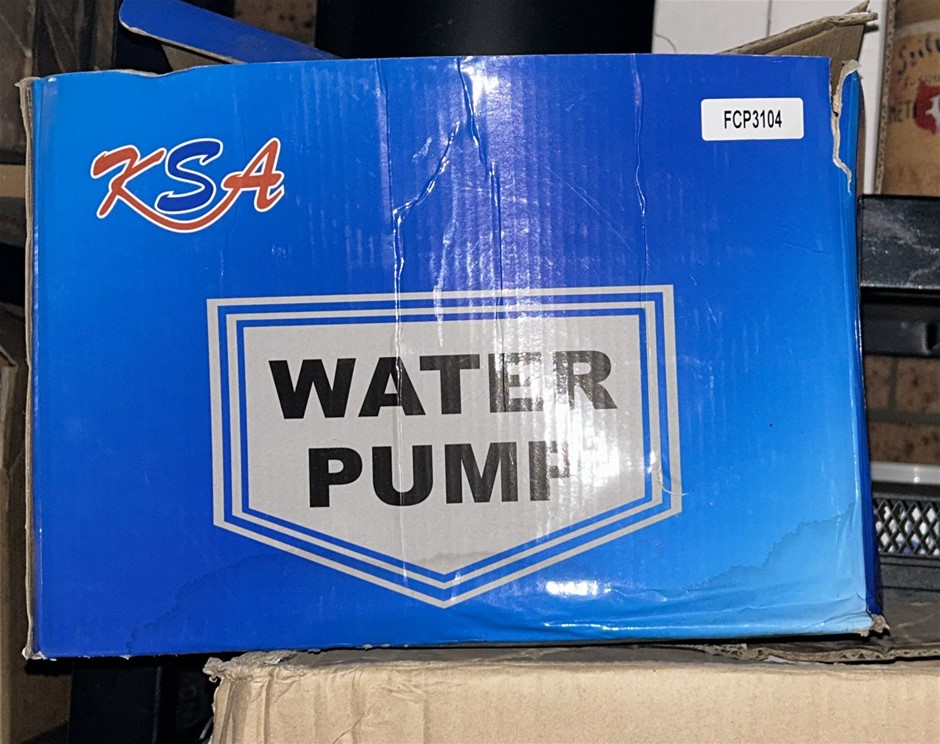 KSA
FCP3104
WATER
PUMP